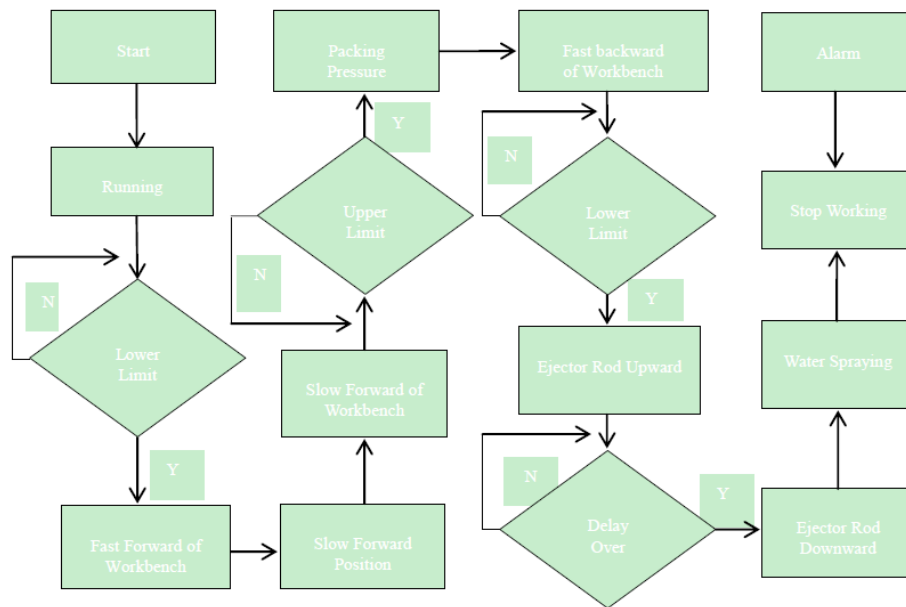 Start
Running
N
Lower
Limit
Y
Fast Forward of
Workbench
Slow Forward
Position
Slow Forward of
Workbench
N
Upper
Limit
Y
Packing
Pressure
Fast backward
of Workbench
N
Lower
Limit
Y
Ejector Rod Upward
N
Delay
Over
Y
Ejector Rod
Downward
Water Spraying
Stop Working
Alarm